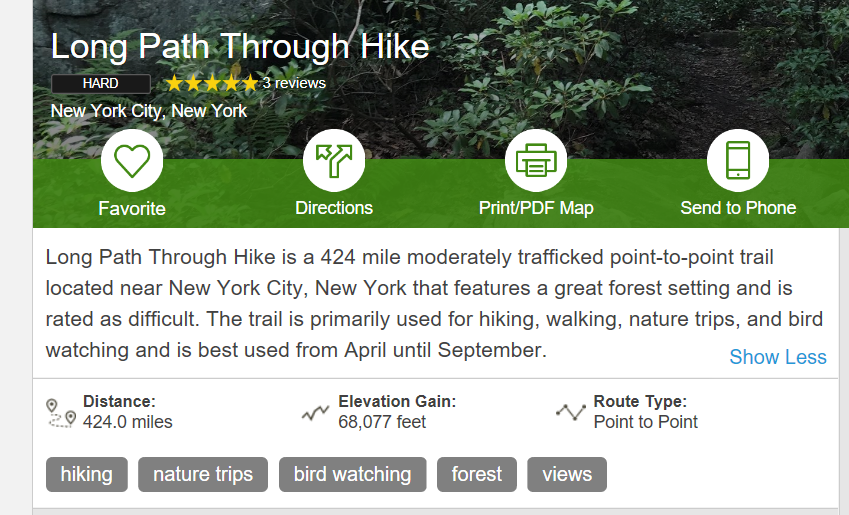 Long Path Through Hike
HARD 3 reviews
New York City, New York
Favorite Directions Print/PDF Map Send to Phone
Long Path Through Hike is a 424 mile moderately trafficked point-to-point trail
located near New York City, New York that features a great forest setting and is
rated as difficult. The trail is primarily used for hiking, walking, nature trips, and bird
watching and is best used from April until September.
Show Less
Distance: Elevation Gain: Route Type:
424.0 miles 68,077 feet Point to Point
hiking nature trips bird watching forest views